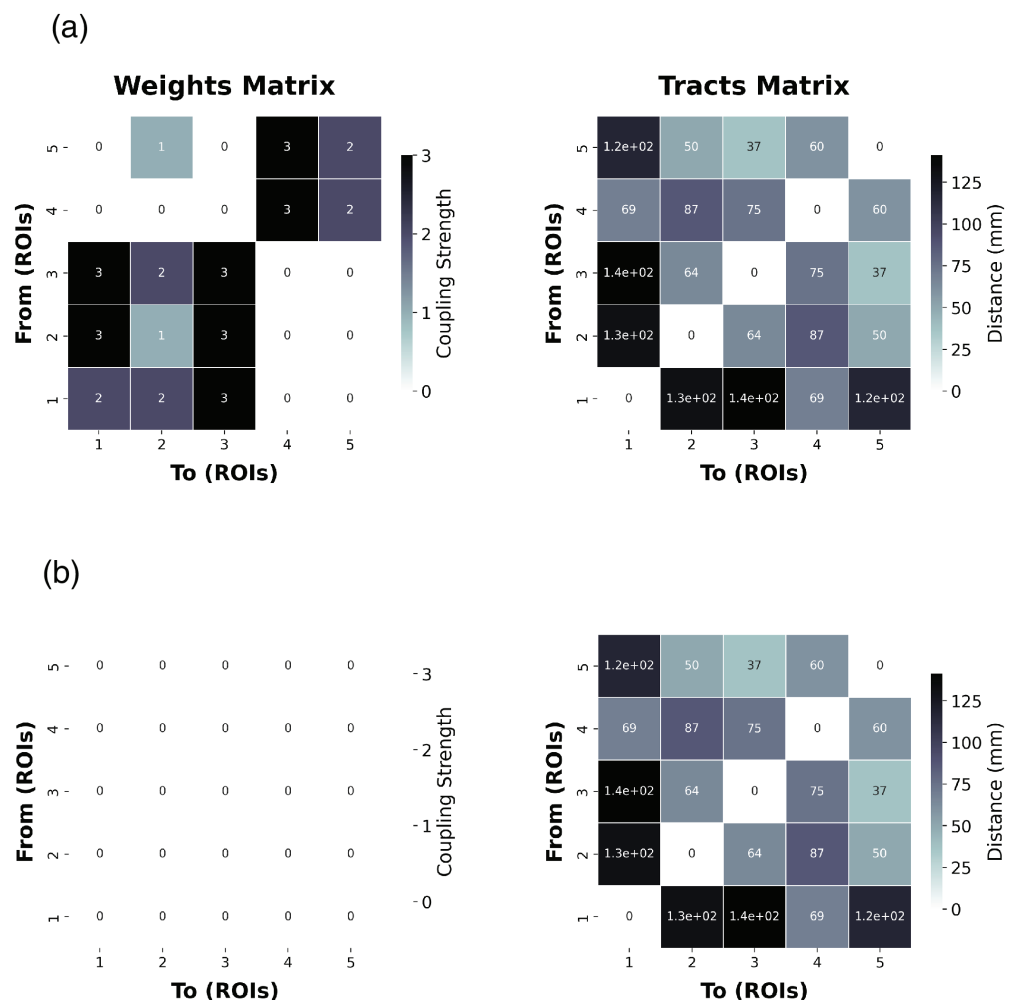 (a)
Weights Matrix
From (ROIs)
5 0 1 0 3 2
4 0 0 0 3 2
3 3 2 3 0 0
2 3 1 3 0 0
1 2 2 3 0 0
1 2 3 4 5
To (ROIs)
3
2
1
0
Coupling Strength
Tracts Matrix
From (ROIs)
5 1.2e+02 50 37 60 0
4 69 87 75 0 60
3 1.4e+02 64 0 75 37
2 1.3e+02 0 64 87 50
1 0 1.3e+02 1.4e+02 69 1.2e+02
1 2 3 4 5
To (ROIs)
125
100
75
50
25
0
Distance (mm)
(b)
From (ROIs)
5 0 0 0 0 0
4 0 0 0 0 0
3 0 0 0 0 0
2 0 0 0 0 0
1 0 0 0 0 0
1 2 3 4 5
To (ROIs)
3
2
1
0
Coupling Strength
From (ROIs)
5 1.2e+02 50 37 60 0
4 69 87 75 0 60
3 1.4e+02 64 0 75 37
2 1.3e+02 0 64 87 50
1 0 1.3e+02 1.4e+02 69 1.2e+02
1 2 3 4 5
To (ROIs)
125
100
75
50
25
0
Distance (mm)